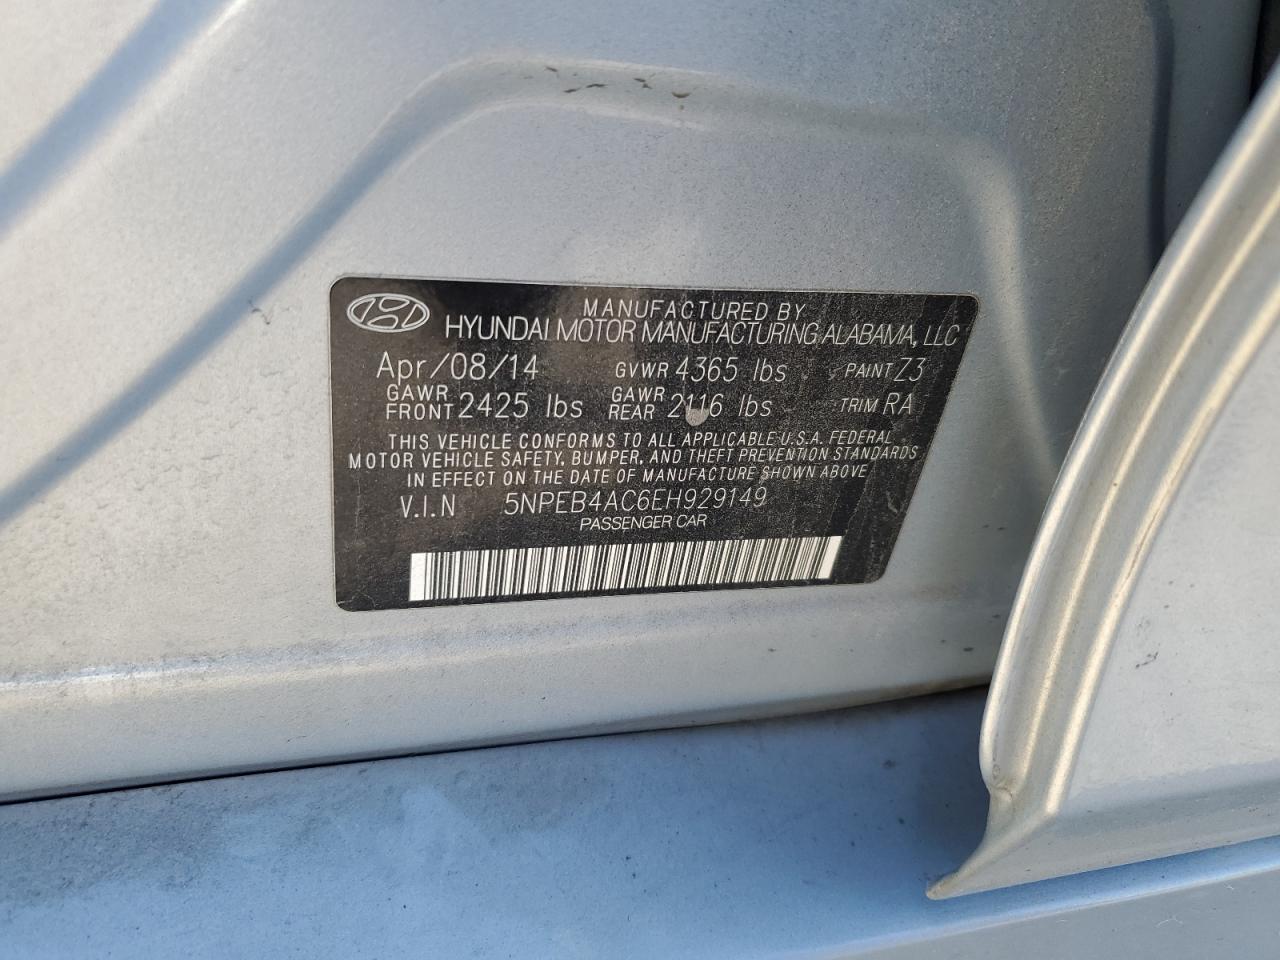 MANUFACTURED BY
HYUNDAI MOTOR MANUFACTURING ALABAMA, LLC
Apr/08/14 GVWR 4365 lbs PAINT Z3
GAWR FRONT 2425 lbs GAWR REAR 2116 lbs TRIM RA
THIS VEHICLE CONFORMS TO ALL APPLICABLE U.S.A. FEDERAL
MOTOR VEHICLE SAFETY, BUMPER, AND THEFT PREVENTION STANDARDS
IN EFFECT ON THE DATE OF MANUFACTURE SHOWN ABOVE
V.I.N 5NPEB4AC6EH929149
PASSENGER CAR